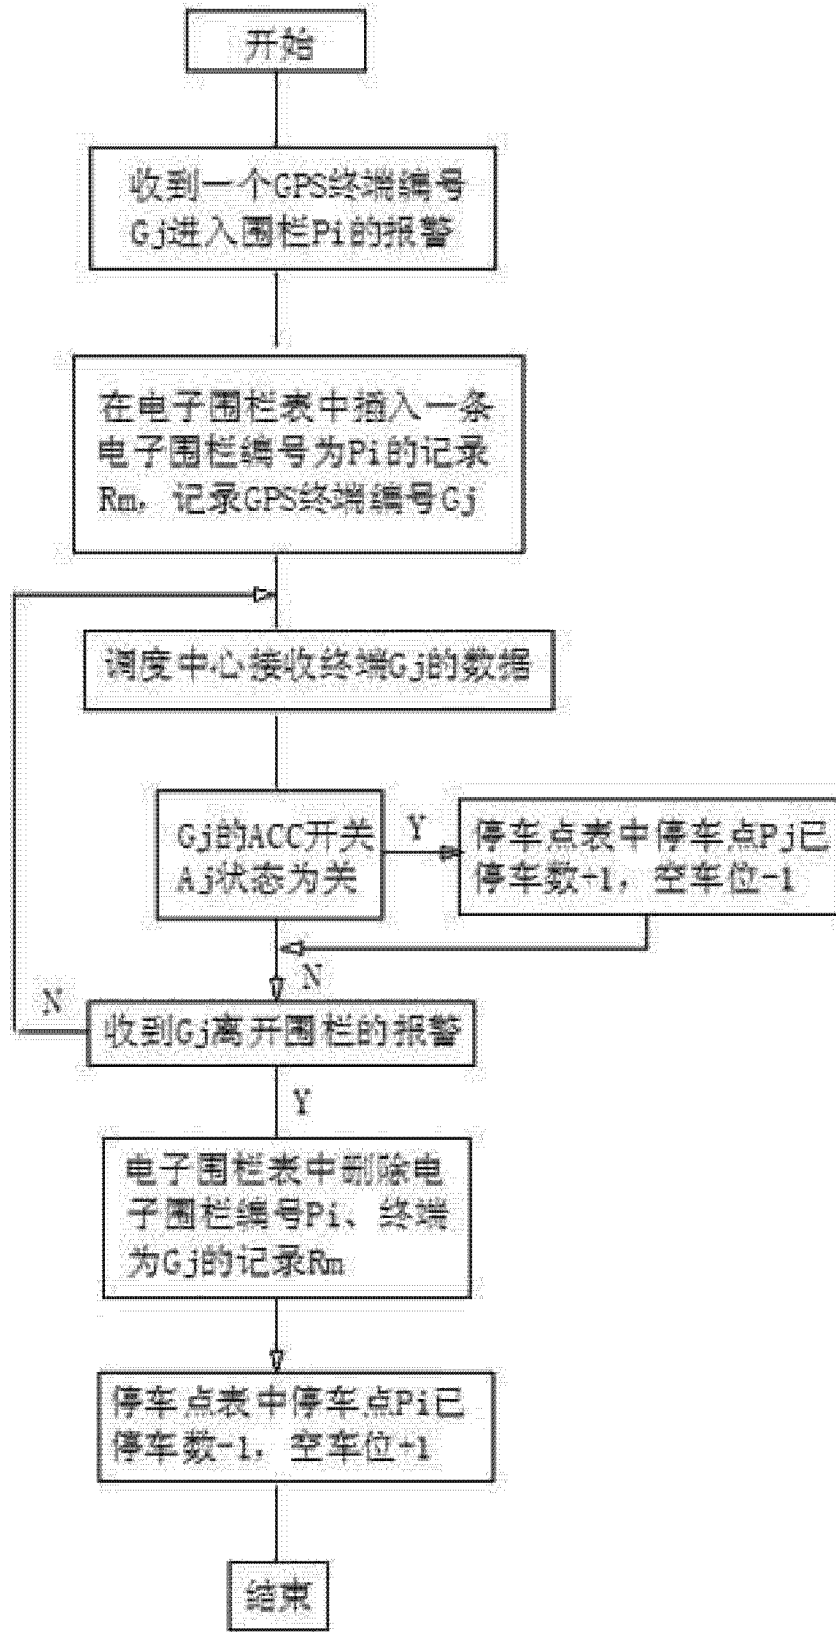 开始
收到一个GPS终端编号
Gj进入围栏Pi的报警
在电子围栏表中插入一条
电子围栏编号为Pi的记录
Rm，记录GPS终端编号Gj
调度中心接收终端Gj的数据
Gj的ACC开关
Aj状态为关
Y
停车点表中停车点Pj已
停车数+1，空车位-1
N
N
收到Gj离开围栏的报警
Y
电子围栏表中删除电
子围栏编号Pi、终端
为Gj的记录Rm
停车点表中停车点Pi已
停车数-1，空车位+1
结束